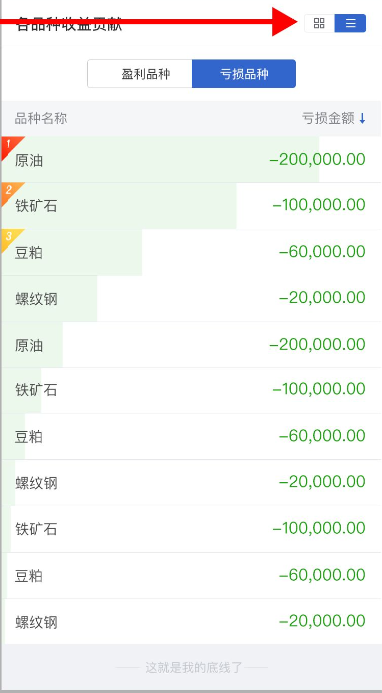 各品种收益贡献
盈利品种 亏损品种
品种名称 亏损金额↓
1 原油 -200,000.00
2 铁矿石 -100,000.00
3 豆粕 -60,000.00
螺纹钢 -20,000.00
原油 -200,000.00
铁矿石 -100,000.00
豆粕 -60,000.00
螺纹钢 -20,000.00
铁矿石 -100,000.00
豆粕 -60,000.00
螺纹钢 -20,000.00
这就是我的底线了